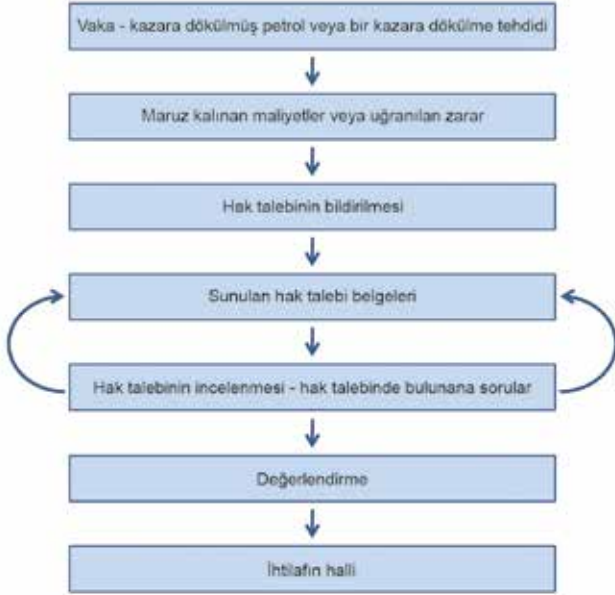 Vaka - kazara dökülmüş petrol veya bir kazara dökülme tehdidi
Maruz kalınan maliyetler veya uğranılan zarar
Hak talebinin bildirilmesi
Sunulan hak talebi belgeleri
Hak talebinin incelenmesi - hak talebinde bulunana sorular
Değerlendirme
İhtilafın halli